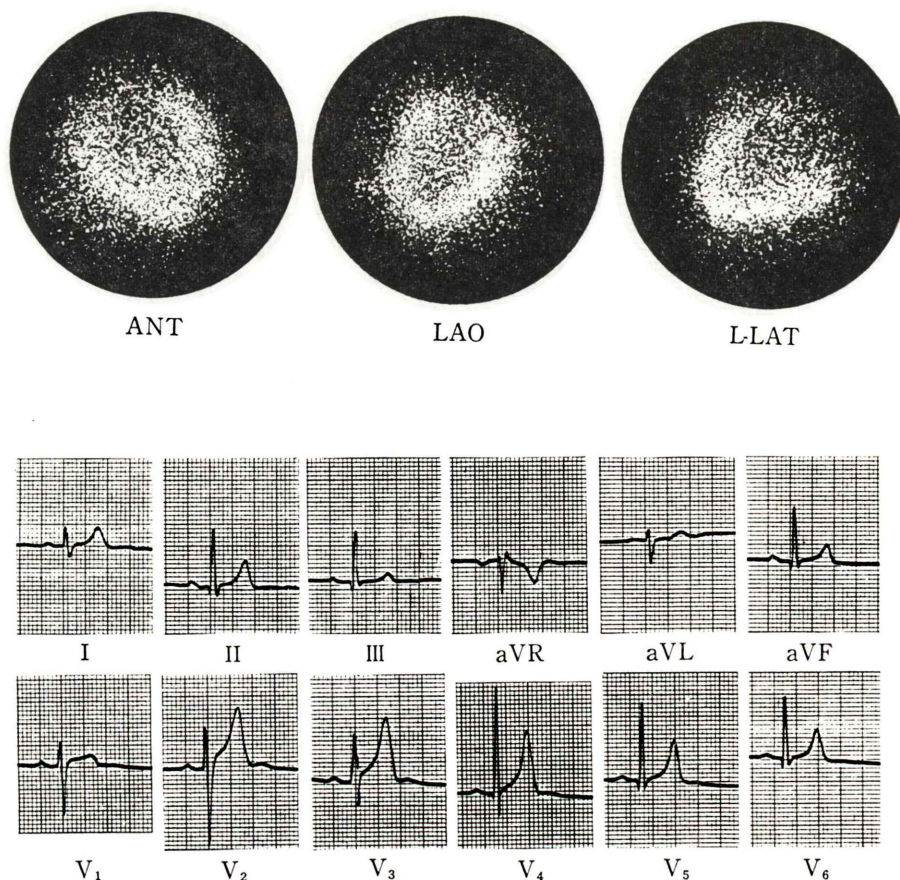 ANT LAO L-LAT
I II III aVR aVL aVF
V₁ V₂ V₃ V₄ V₅ V₆